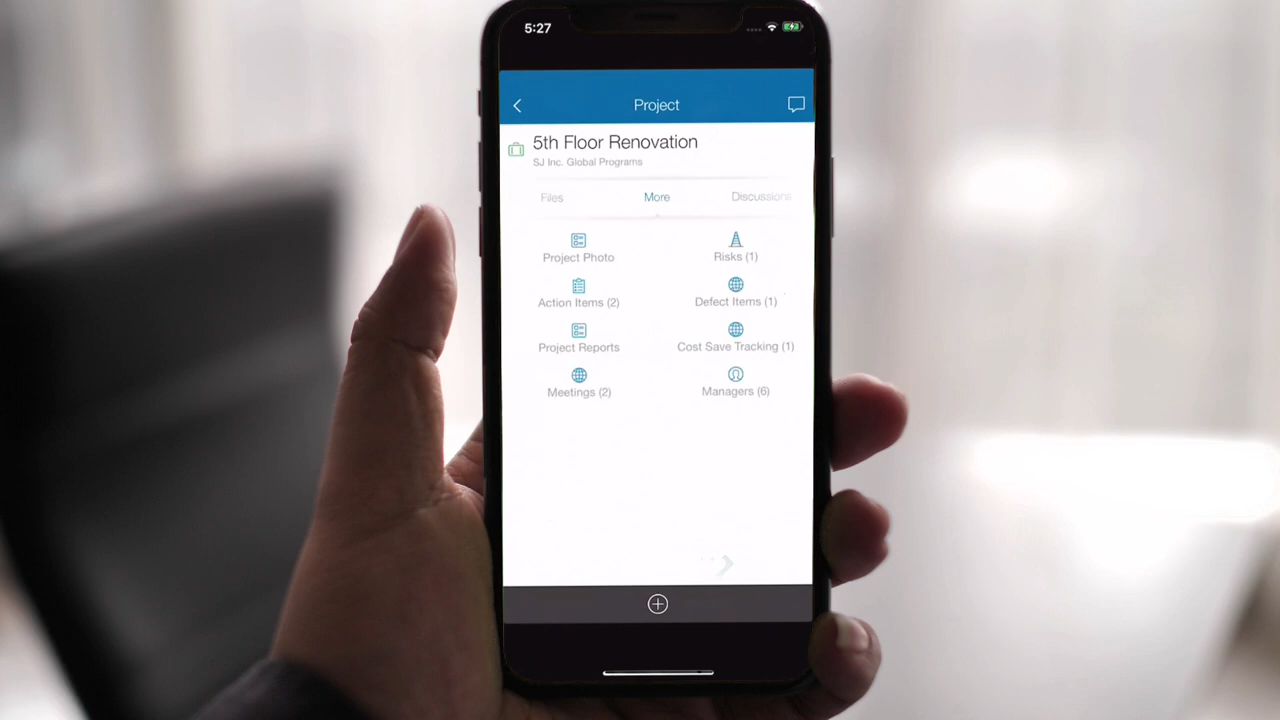 5:27
Project
5th Floor Renovation
SJ Inc. Global Programs
Files More Discussions
Project Photo Risks (1)
Action Items (2) Defect Items (1)
Project Reports Cost Save Tracking (1)
Meetings (2) Managers (6)